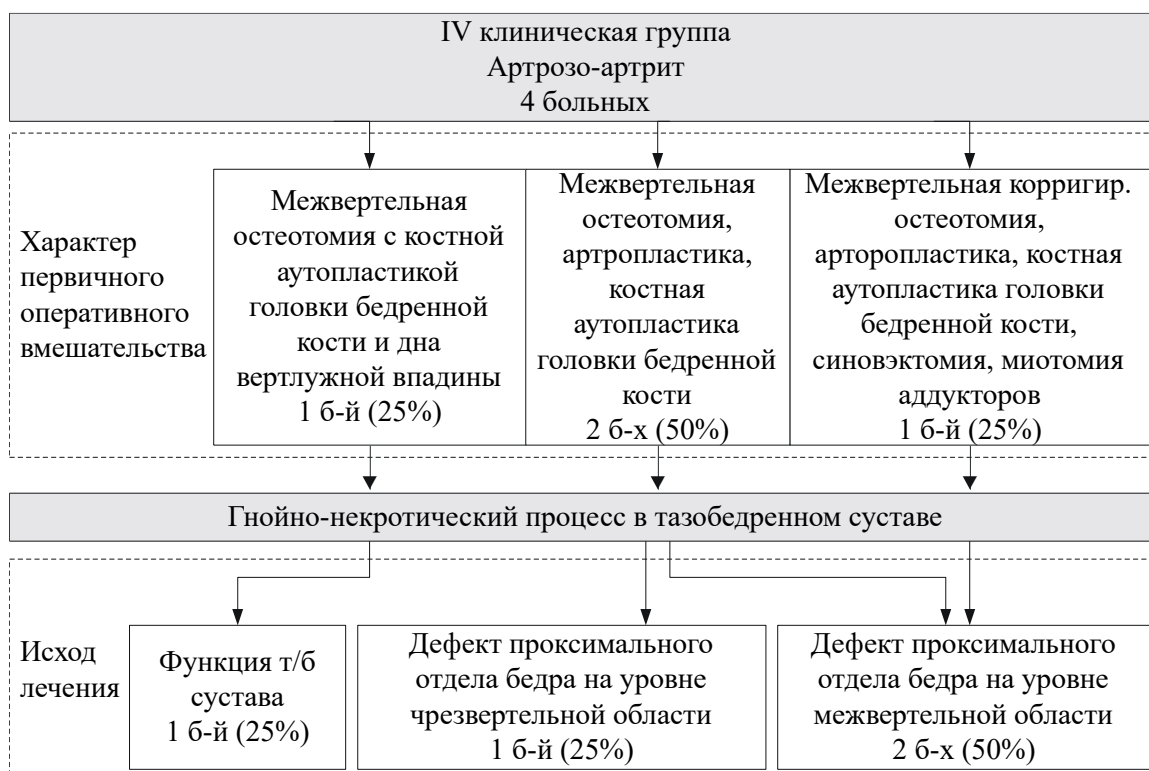 IV клиническая группа
Артрозо-артрит
4 больных
Характер
первичного
оперативного
вмешательства
Межвертельная
остеотомия с костной
аутопластикой
головки бедренной
кости и дна
вертлужной впадины
1 б-й (25%)
Межвертельная
остеотомия,
артропластика,
костная
аутопластика
головки бедренной
кости
2 б-х (50%)
Межвертельная корригир.
остеотомия,
арторопластика, костная
аутопластика головки
бедренной кости,
синовэктомия, миотомия
аддукторов
1 б-й (25%)
Гнойно-некротический процесс в тазобедренном суставе
Исход
лечения
Функция т/б
сустава
1 б-й (25%)
Дефект проксимального
отдела бедра на уровне
чрезвертельной области
1 б-й (25%)
Дефект проксимального
отдела бедра на уровне
межвертельной области
2 б-х (50%)